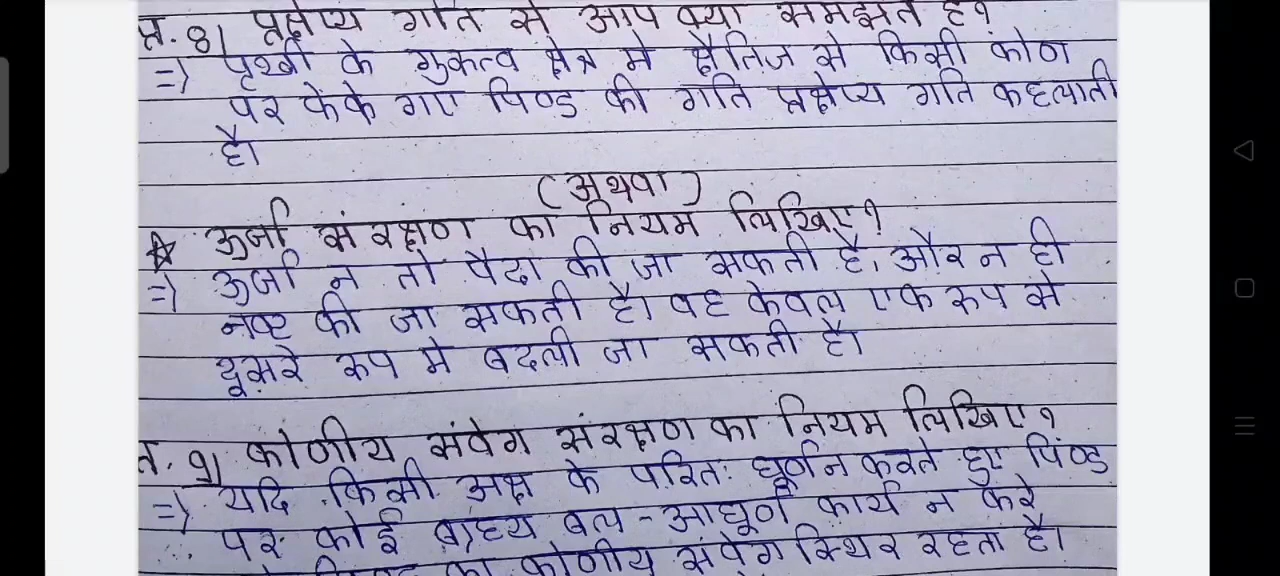 प्र. 8) प्रक्षेप्य गति से आप क्या समझते है?
=) पृथ्वी के गुरुत्व क्षेत्र मे क्षैतिज से किसी कोण
पर फेंके गए पिण्ड की गति प्रक्षेप्य गति कहलाती
है।
(अथवा)
☆ ऊर्जा संरक्षण का नियम लिखिए?
=) ऊर्जा न तो पैदा की जा सकती है, और न ही
नष्ट की जा सकती है। वह केवल एक रूप से
दूसरे रूप मे बदली जा सकती है।
प्र. 9) कोणीय संवेग संरक्षण का नियम लिखिए?
=) यदि किसी अक्ष के परितः घूर्णन करते हुए पिंण्ड
पर कोई बाह्य बल-आघूर्ण कार्य न करे
का कोणीय संवेग स्थिर रहता है।